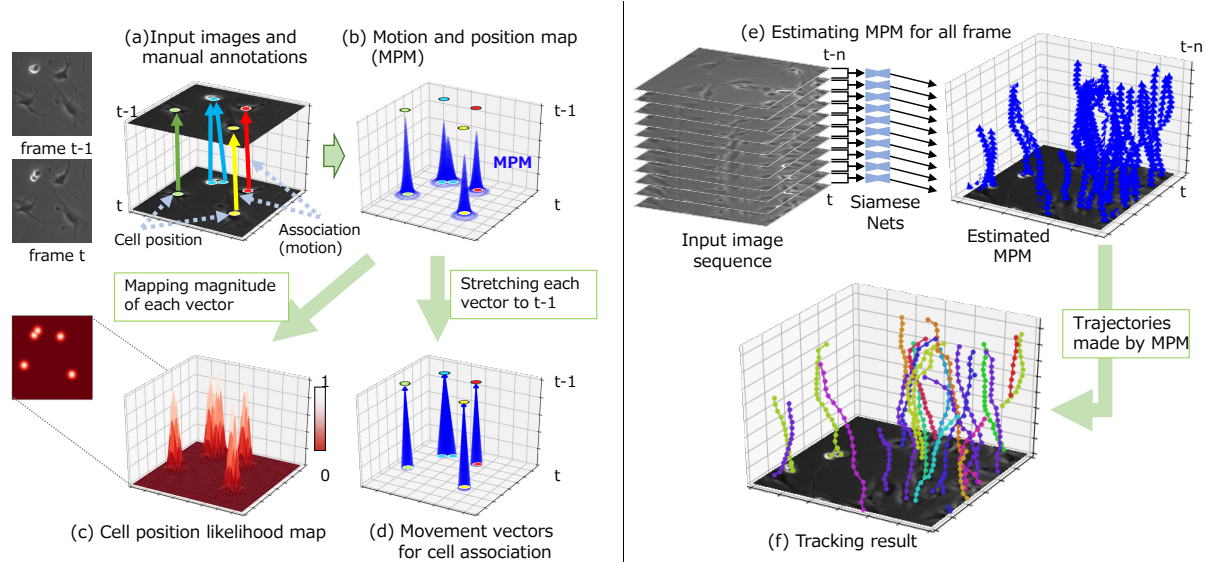 (a)Input images and
manual annotations
frame t-1
frame t
t-1
t
Cell position
Association
(motion)
(b) Motion and position map
(MPM)
t-1
MPM
t
Mapping magnitude
of each vector
Stretching each
vector to t-1
1
0
(c) Cell position likelihood map
t-1
t
(d) Movement vectors
for cell association
(e) Estimating MPM for all frame
t-n
t
Input image
sequence
Siamese
Nets
t-n
t
Estimated
MPM
Trajectories
made by MPM
(f) Tracking result